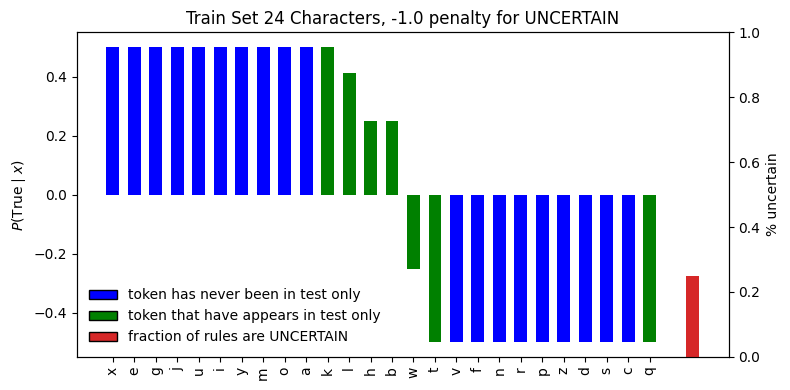 Train Set 24 Characters, -1.0 penalty for UNCERTAIN
P(True | x)
0.4
0.2
0.0
−0.2
−0.4
token has never been in test only
token that have appears in test only
fraction of rules are UNCERTAIN
x e g j u i y m o a k l h b w t v f n r p z d s c q
1.0
0.8
0.6
0.4
0.2
0.0
% uncertain